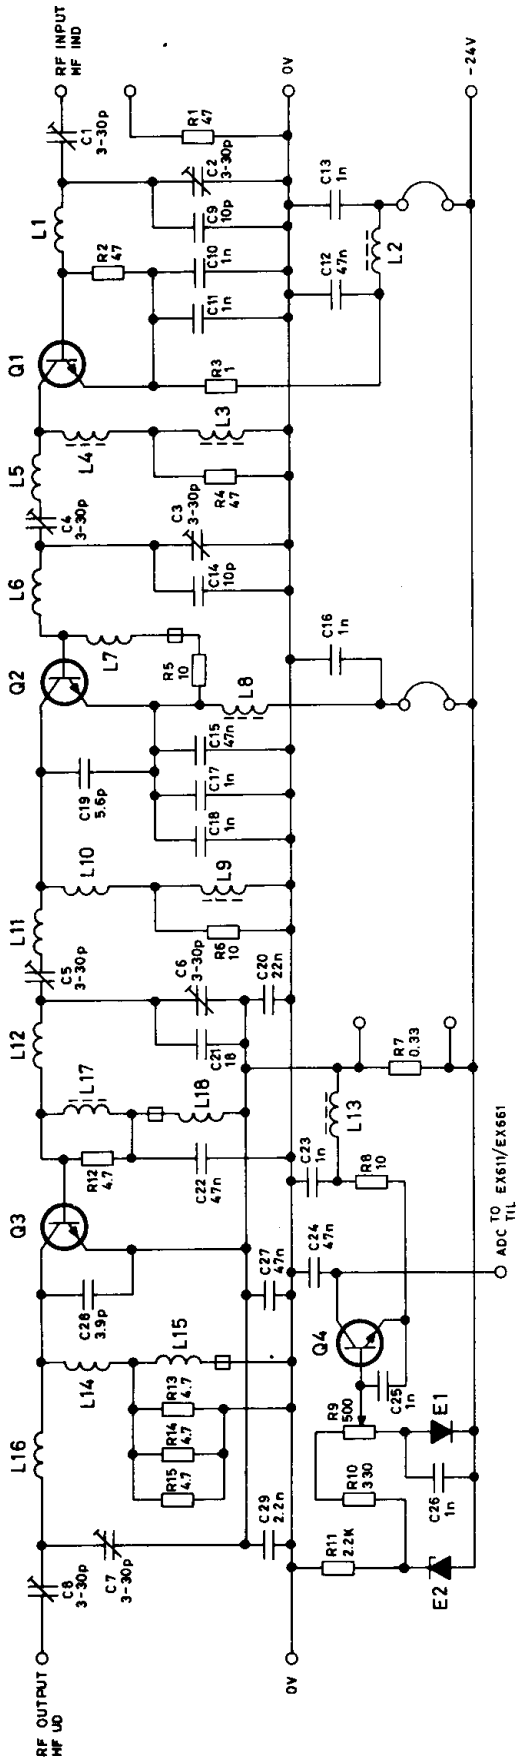 RF OUTPUT
HF UD
C8
3-30p
C7
3-30p
L16
L14
C28
3.9p
L15
R13
4.7
R14
4.7
R15
4.7
C29
2.2n
C27
47n
Q3
R12
4.7
L17
L18
C22
47n
L12
C5
3-30p
L11
C6
3-30p
C21
18
C20
22n
L10
L9
R6
10
C19
5.6p
C15
47n
C17
1n
C18
1n
Q2
L7
R5
10
L8
C16
1n
L6
C4
3-30p
L5
C3
3-30p
C14
10p
L4
L3
R4
47
Q1
R3
1
R2
47
C11
1n
C10
1n
C9
10p
C2
3-30p
L1
C1
3-30p
RF INPUT
HF IND
R1
47
0V
C13
1n
C12
47n
L2
-24V
0V
R11
2.2K
E2
R10
330
R9
500
C26
1n
E1
C25
1n
Q4
C24
47n
C23
1n
R8
10
L13
R7
0.33
ADC TO EX611/EX661
TIL